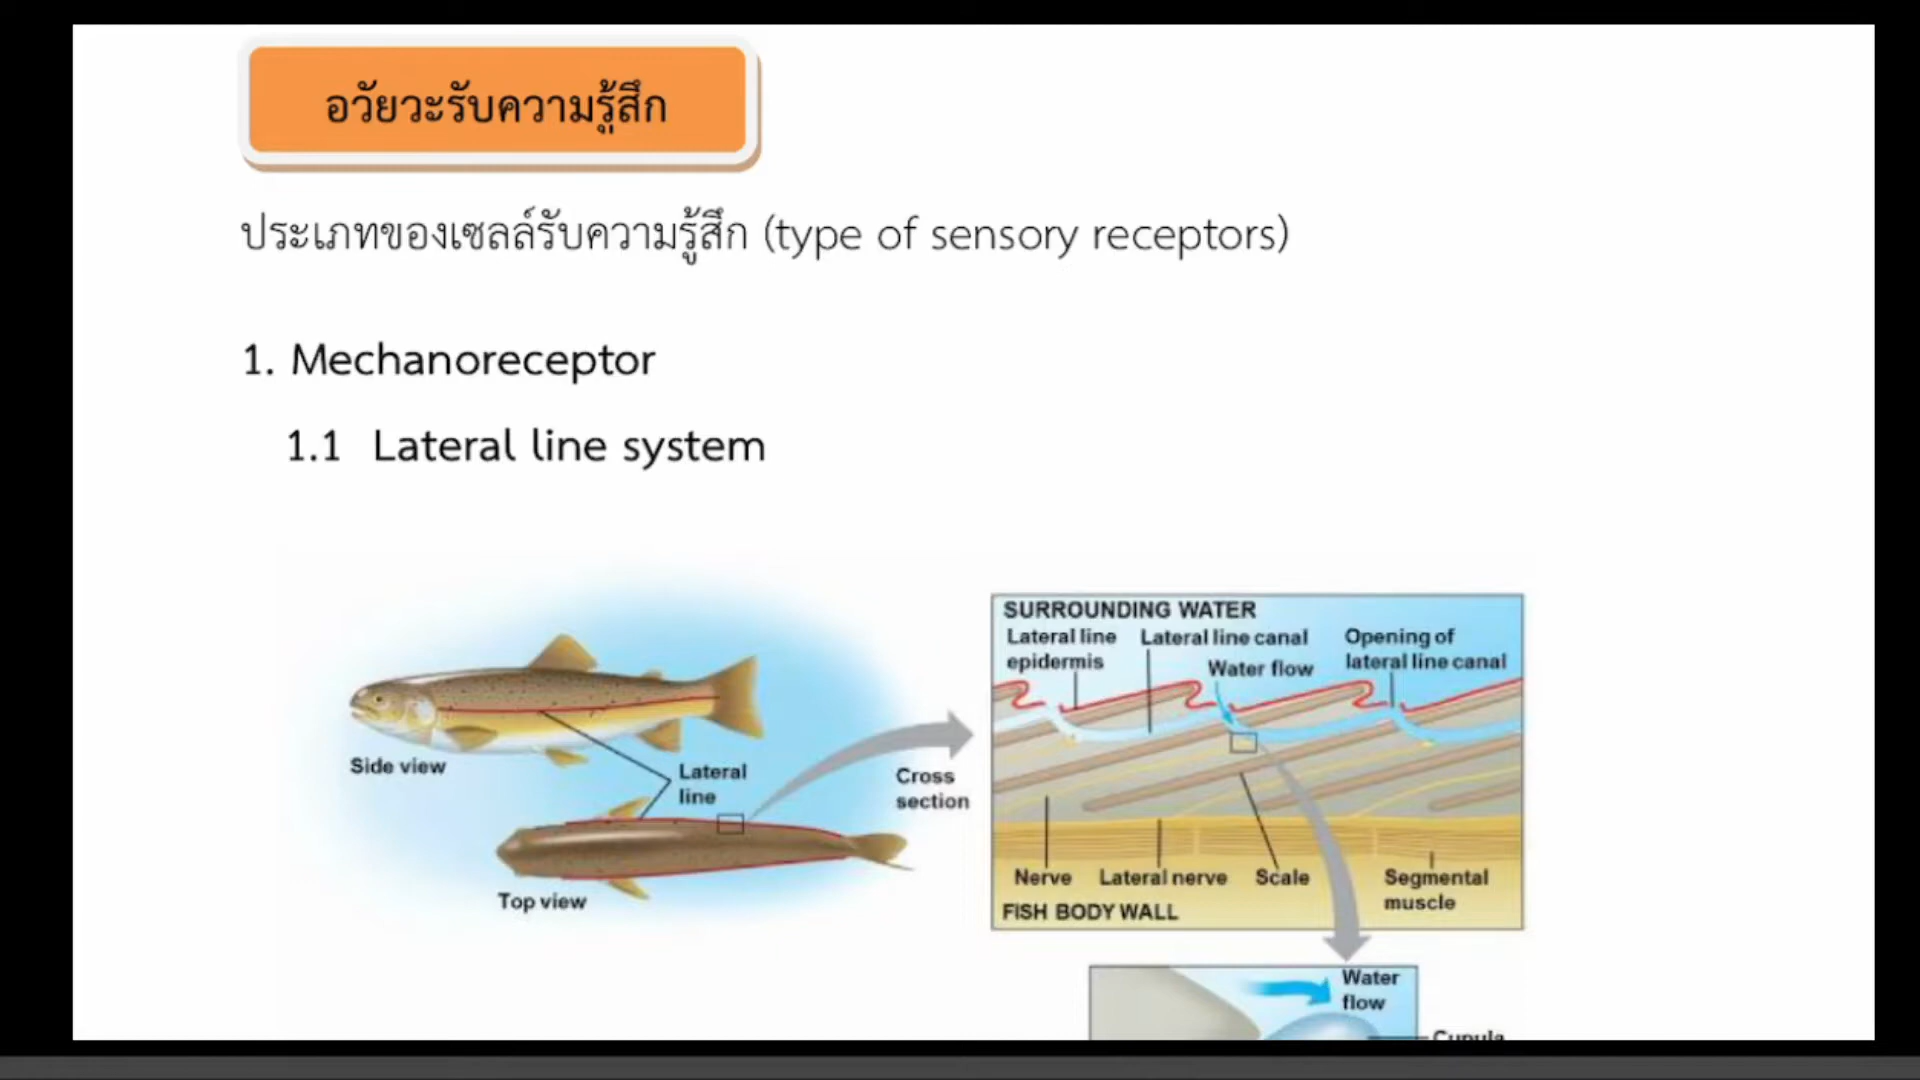 อวัยวะรับความรู้สึก
ประเภทของเซลล์รับความรู้สึก (type of sensory receptors)
1. Mechanoreceptor
1.1 Lateral line system
SURROUNDING WATER
Lateral line
epidermis
Lateral line canal
Water flow
Opening of
lateral line canal
Side view
Lateral
line
Cross
section
Top view
Nerve
Lateral nerve
Scale
Segmental
muscle
FISH BODY WALL
Water
flow
Cupula